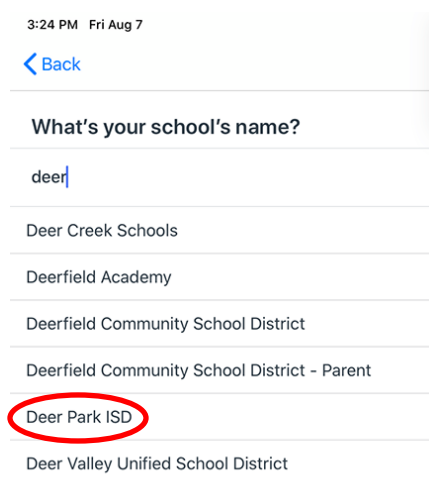 3:24 PM Fri Aug 7
Back
What's your school's name?
deer
Deer Creek Schools
Deerfield Academy
Deerfield Community School District
Deerfield Community School District - Parent
Deer Park ISD
Deer Valley Unified School District